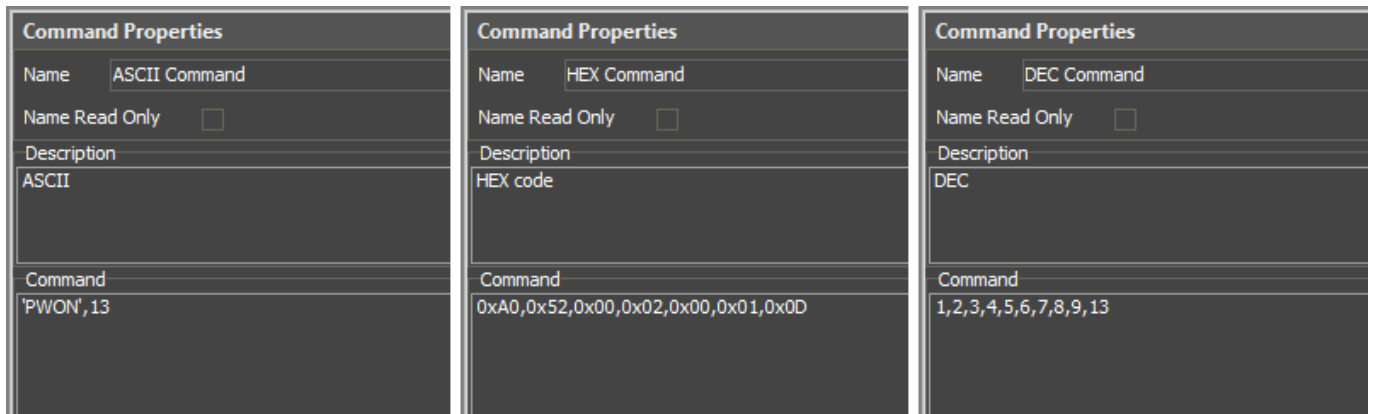 Command Properties
Name ASCII Command
Name Read Only
Description
ASCII
Command
'PWON',13
Command Properties
Name HEX Command
Name Read Only
Description
HEX code
Command
0xA0,0x52,0x00,0x02,0x00,0x01,0x0D
Command Properties
Name DEC Command
Name Read Only
Description
DEC
Command
1,2,3,4,5,6,7,8,9,13